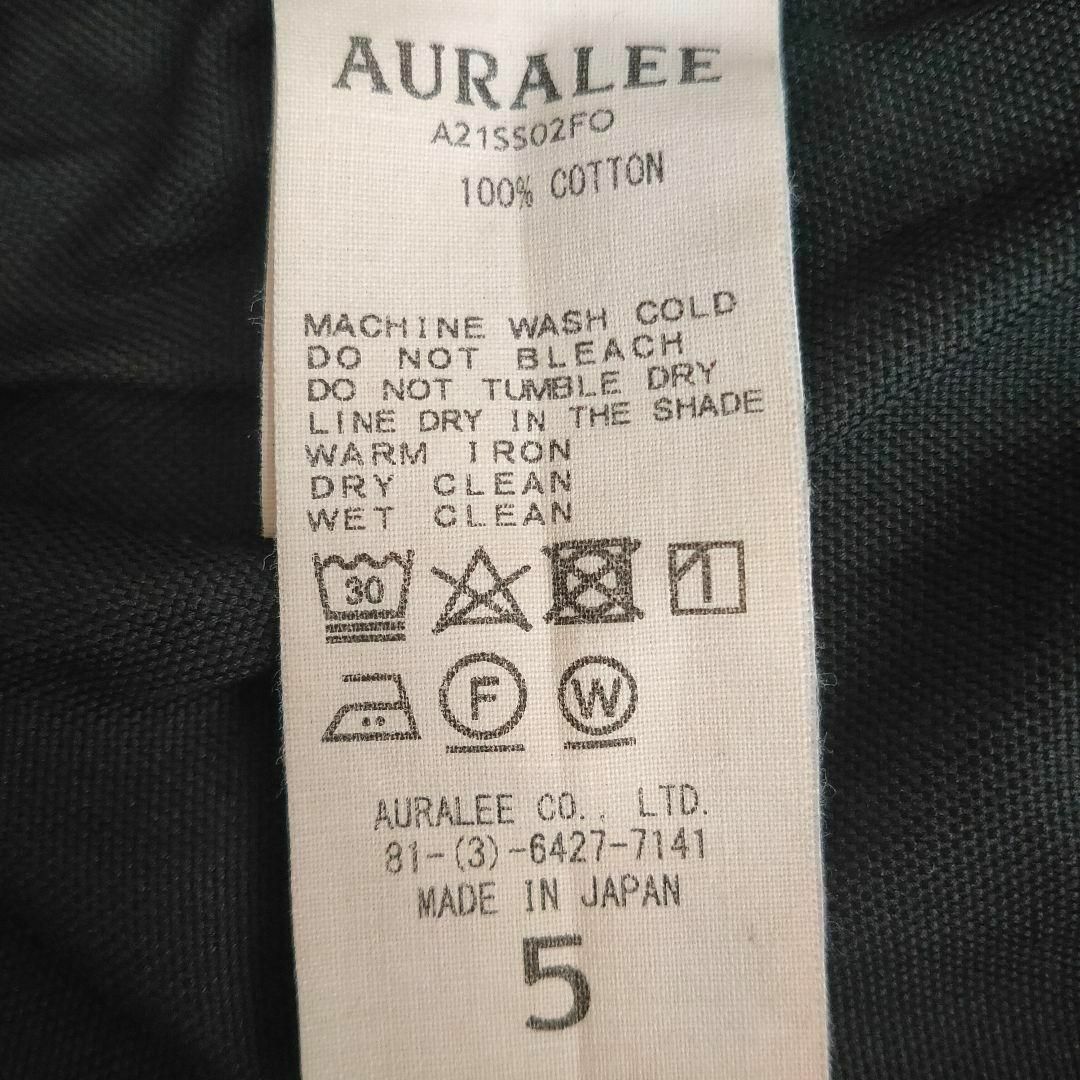 AURALEE
A21SS02FO
100% COTTON
MACHINE WASH COLD
DO NOT BLEACH
DO NOT TUMBLE DRY
LINE DRY IN THE SHADE
WARM IRON
DRY CLEAN
WET CLEAN
30
F W
AURALEE CO., LTD.
81-(3)-6427-7141
MADE IN JAPAN
5